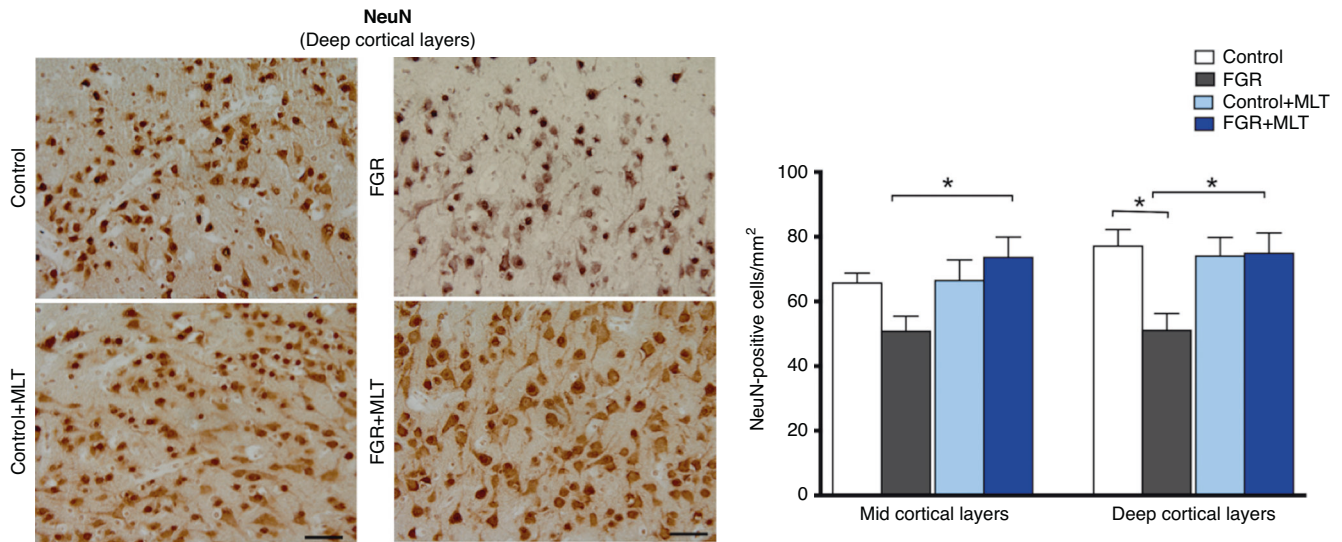 NeuN
(Deep cortical layers)
Control
FGR
Control+MLT
FGR+MLT
Control
FGR
Control+MLT
FGR+MLT
NeuN-positive cells/mm²
100
80
60
40
20
0
*
*
*
Mid cortical layers
Deep cortical layers